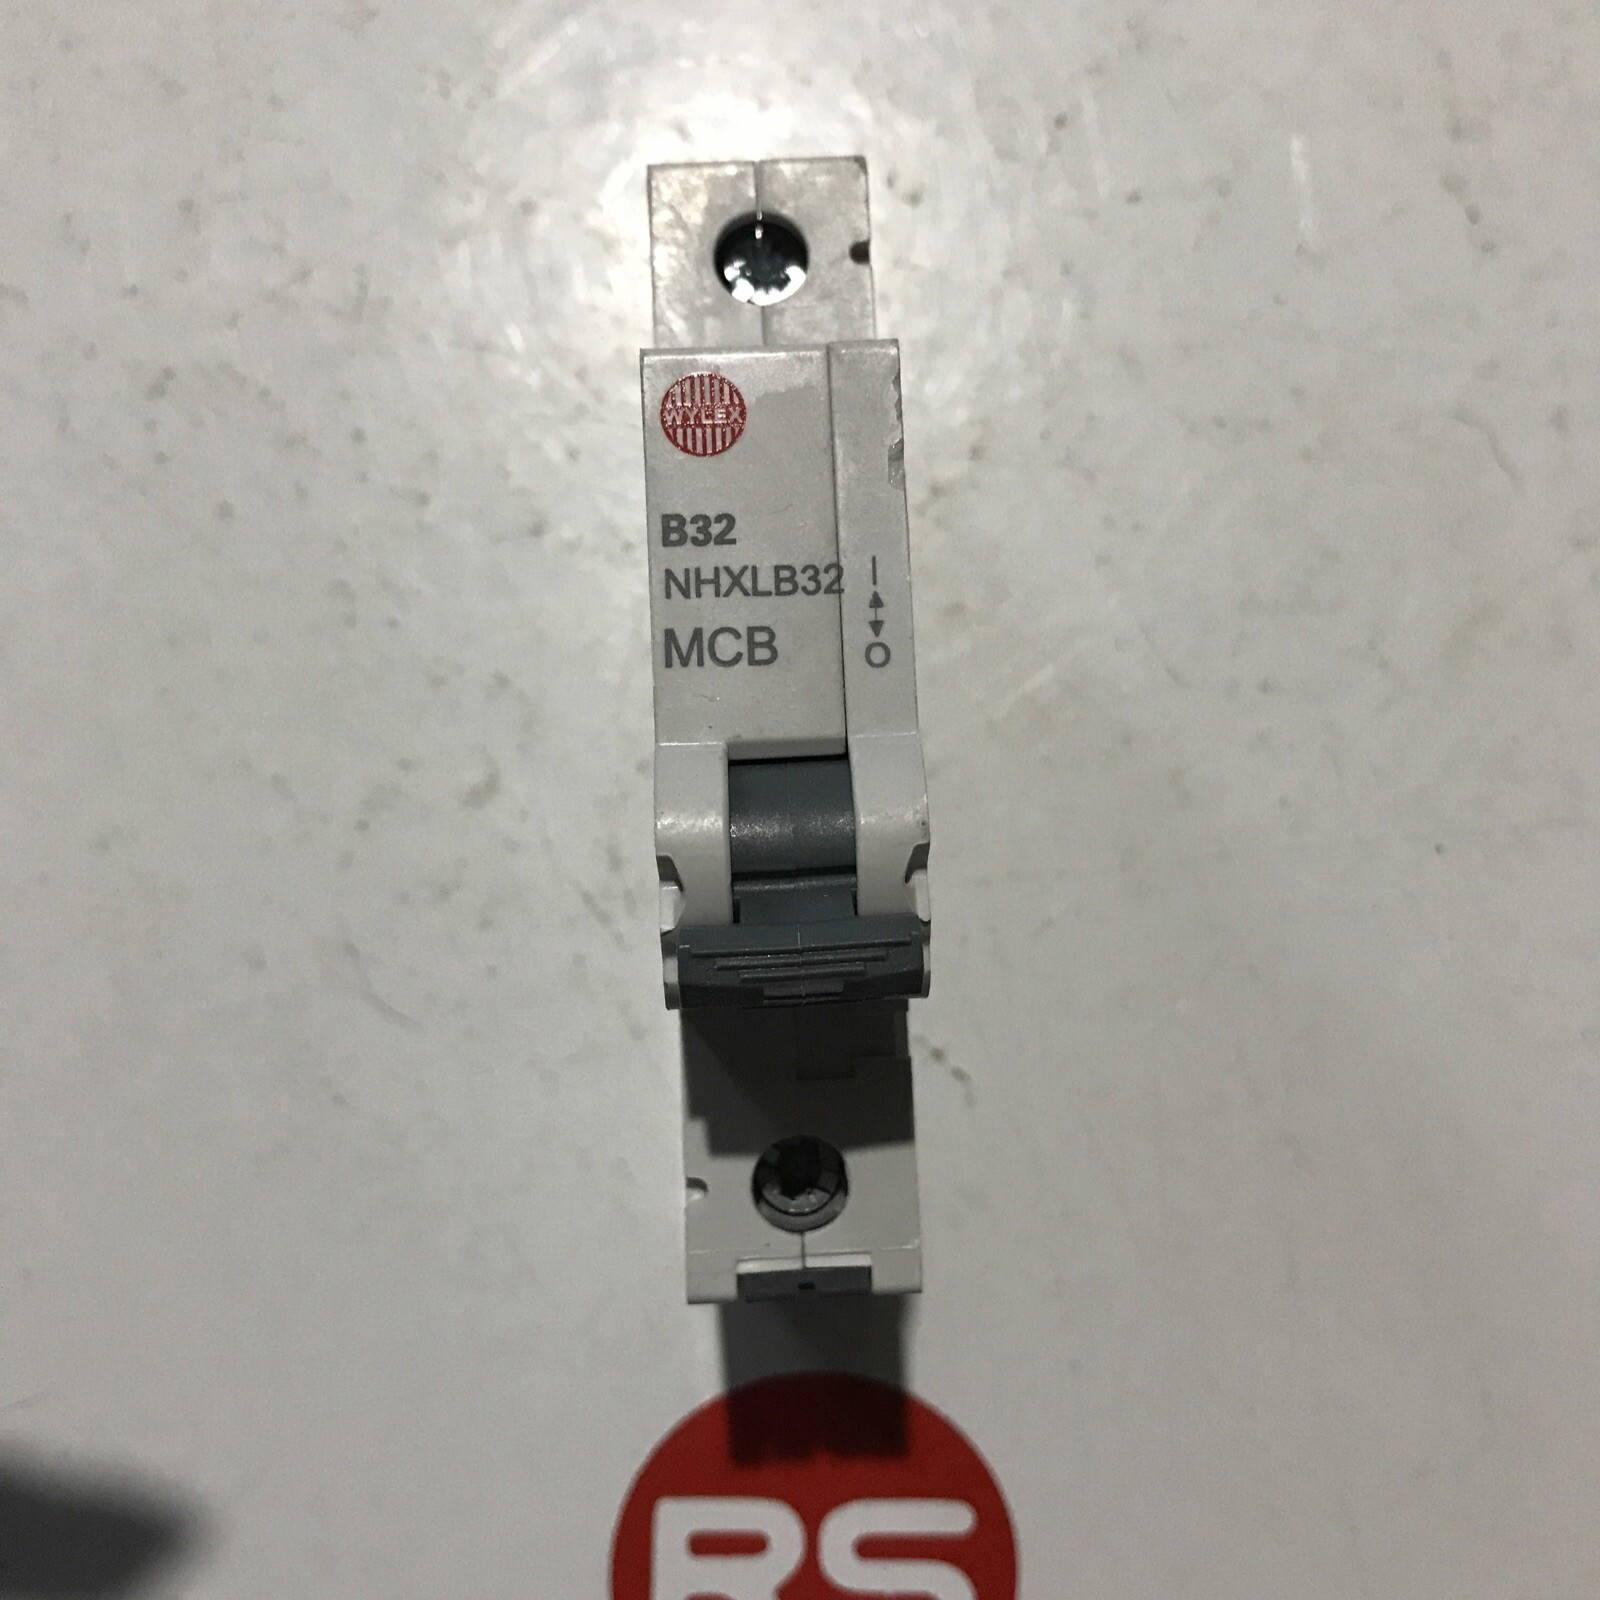 WYLEX
B32
NHXLB32
MCB
I
O
RS